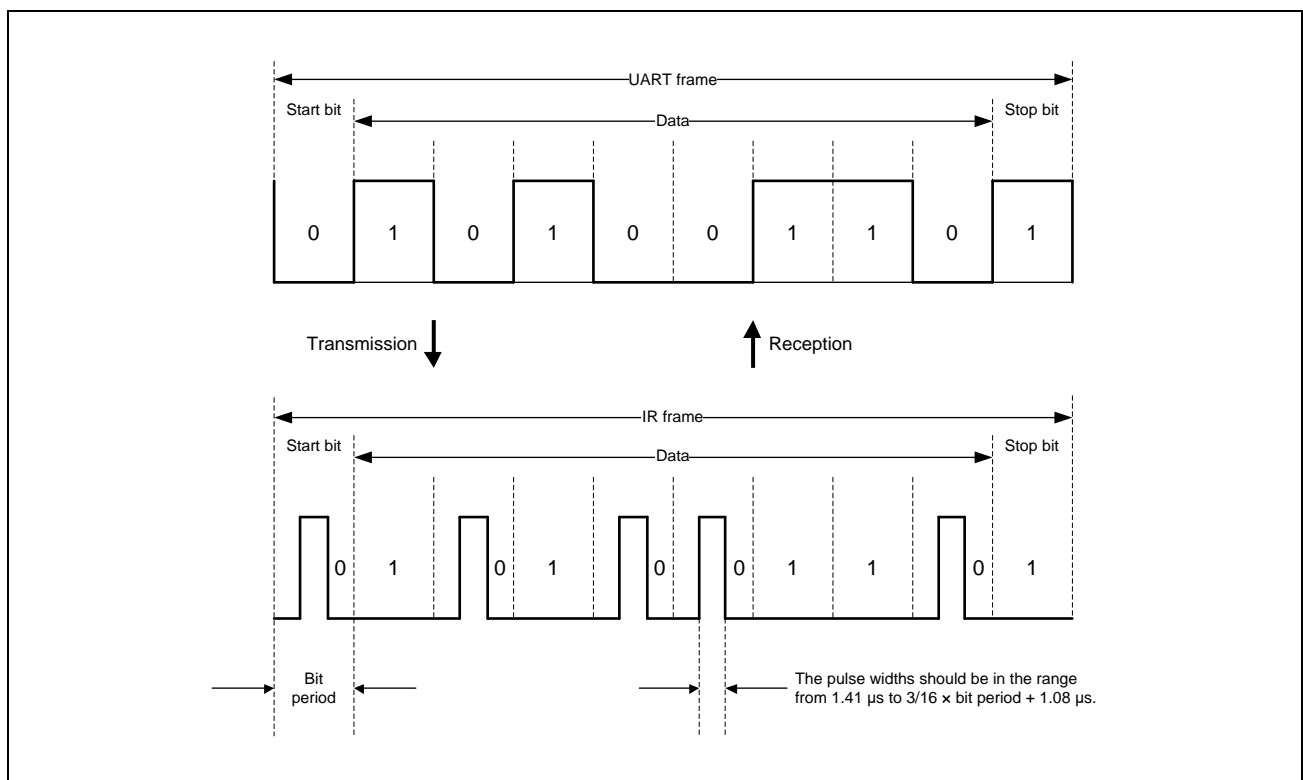 UART frame
Start bit
Data
Stop bit
0 1 0 1 0 0 1 1 0 1
Transmission
Reception
IR frame
Start bit
Data
Stop bit
0 1 0 1 0 0 1 1 0 1
Bit
period
The pulse widths should be in the range
from 1.41 µs to 3/16 × bit period + 1.08 µs.